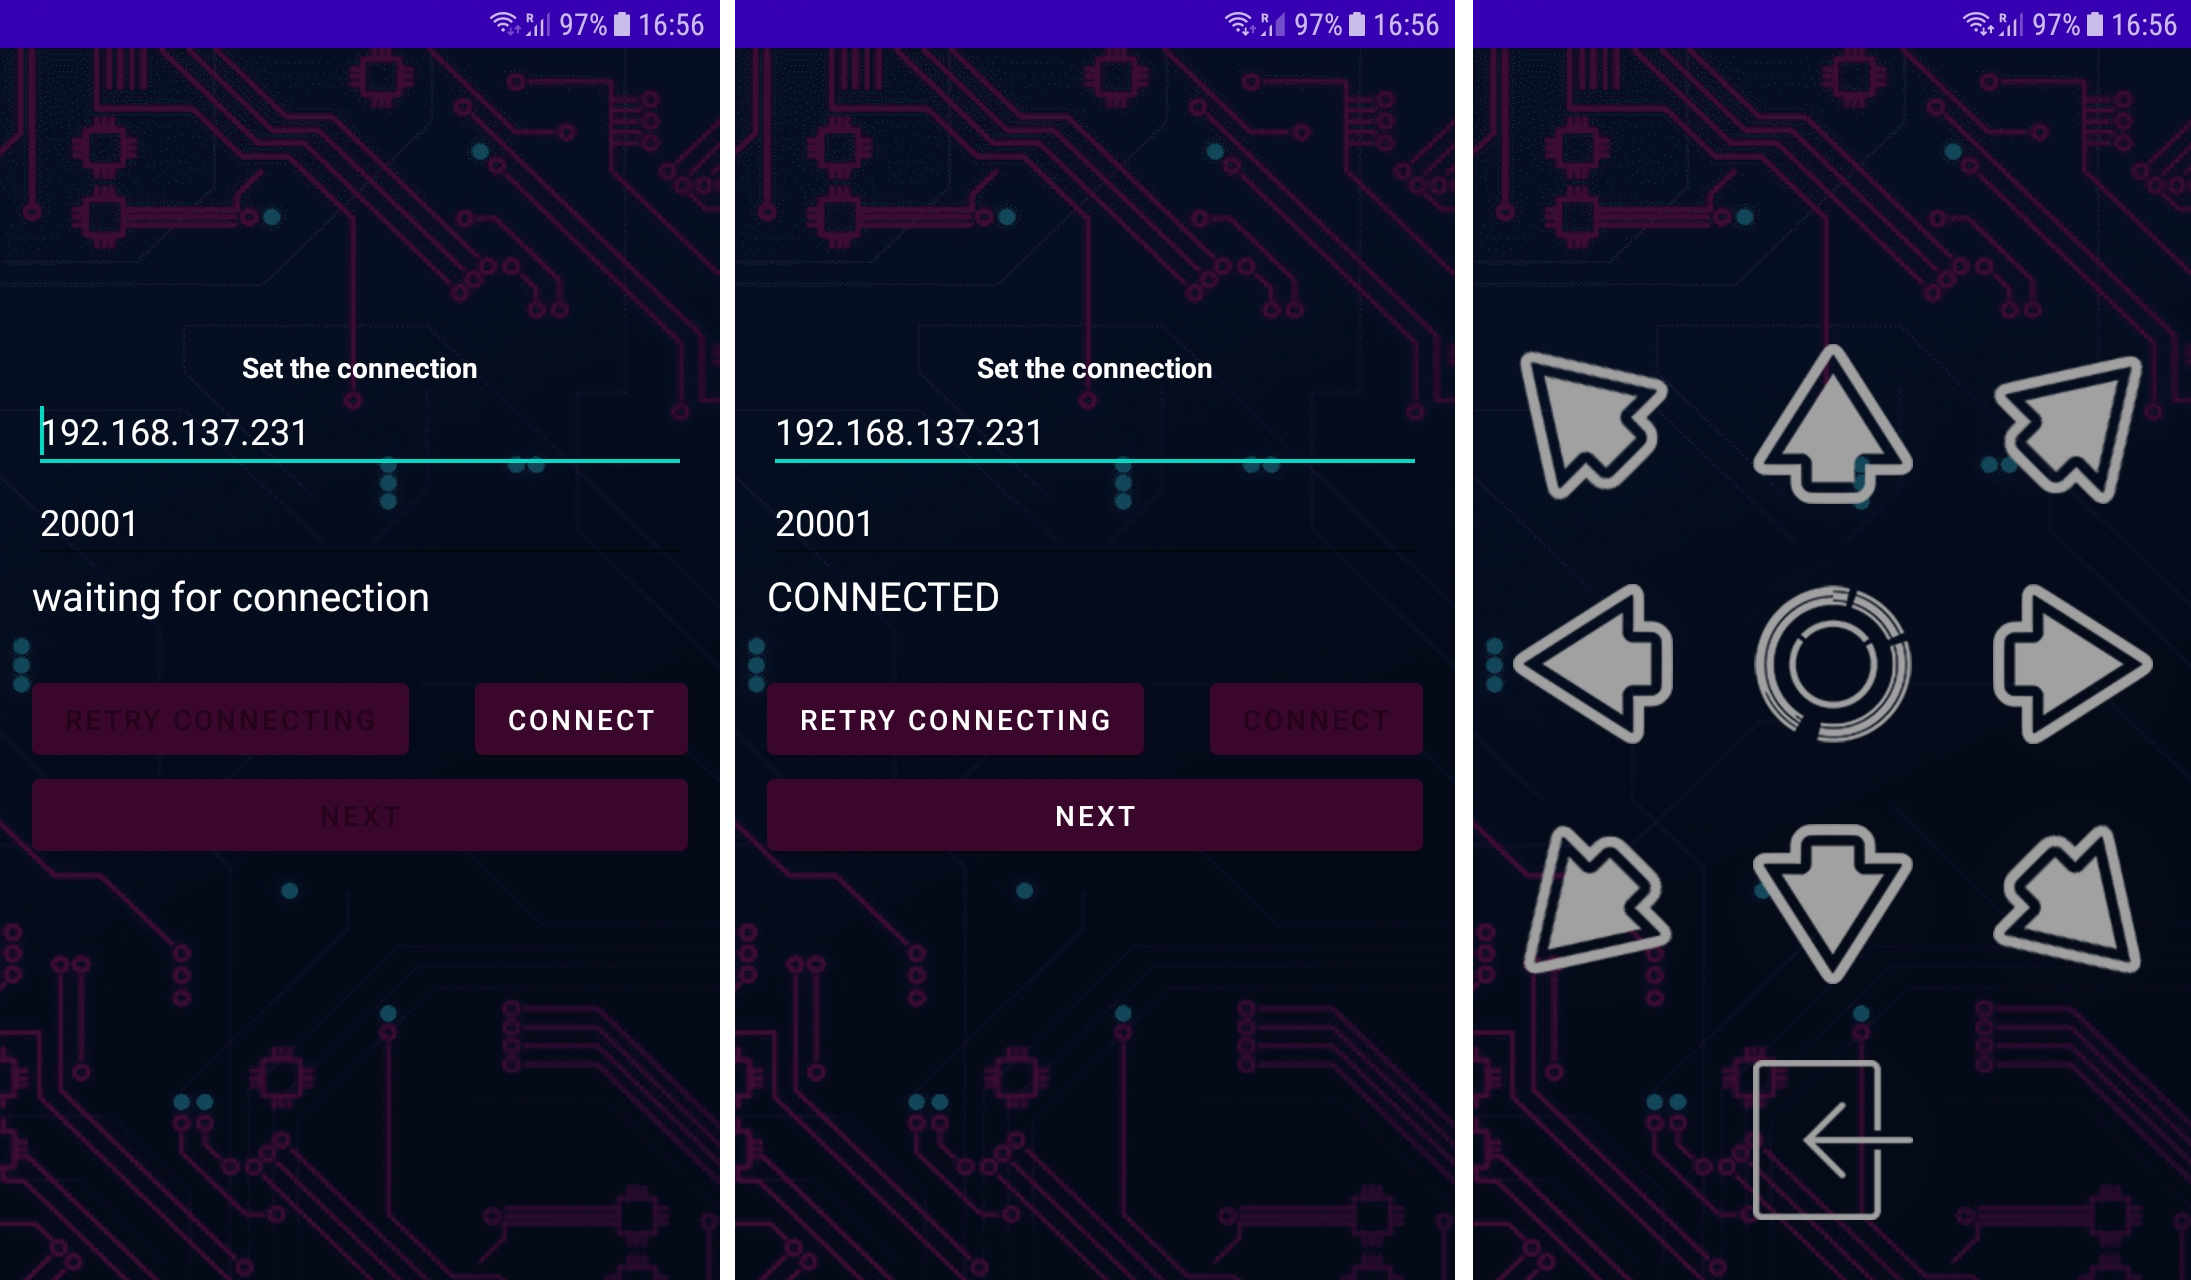 R 97% 16:56
Set the connection
192.168.137.231
20001
waiting for connection
RETRY CONNECTING
CONNECT
NEXT
R 97% 16:56
Set the connection
192.168.137.231
20001
CONNECTED
RETRY CONNECTING
CONNECT
NEXT
R 97% 16:56